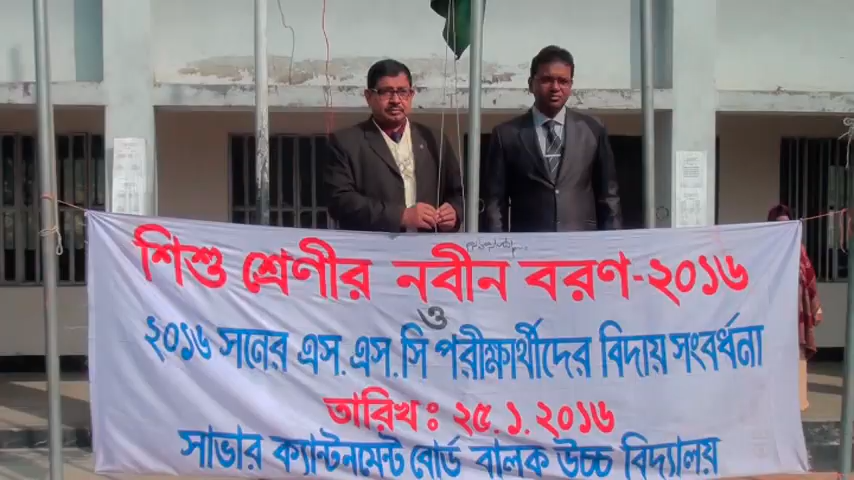 শিশু শ্রেণীর নবীন বরণ-২০১৬
ও
২০১৬ সনের এস.এস.সি পরীক্ষার্থীদের বিদায় সংবর্ধনা
তারিখ : ২৫.১.২০১৬
সাভার ক্যান্টনমেন্ট বোর্ড বালক উচ্চ বিদ্যালয়